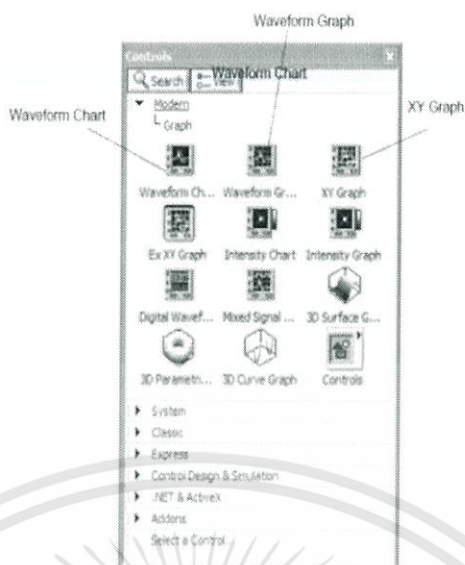 Waveform Graph
Controls
Search View
Waveform Chart
Waveform Chart
XY Graph
Modern
Graph
Waveform Ch... Waveform Gr... XY Graph
Ex XY Graph Intensity Chart Intensity Graph
Digital Wavef... Mixed Signal ... 3D Surface G...
3D Parametri... 3D Curve Graph Controls
System
Classic
Express
Control Design & Simulation
.NET & ActiveX
Addons
Select a Control...